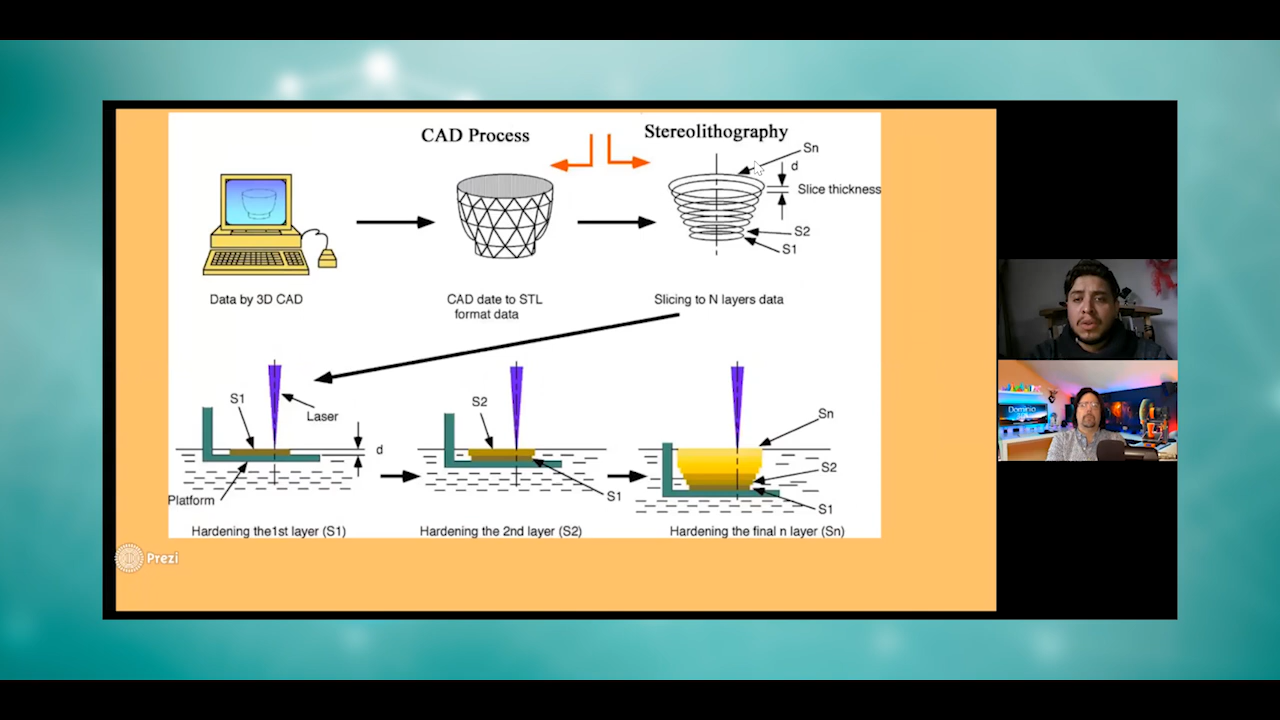 CAD Process
Stereolithography
Sn
d
Slice thickness
S2
S1
Data by 3D CAD
CAD date to STL
format data
Slicing to N layers data
S1
Laser
d
Platform
Hardening the1st layer (S1)
S2
S1
Hardening the 2nd layer (S2)
Sn
S2
S1
Hardening the final n layer (Sn)
Prezi
Dominio